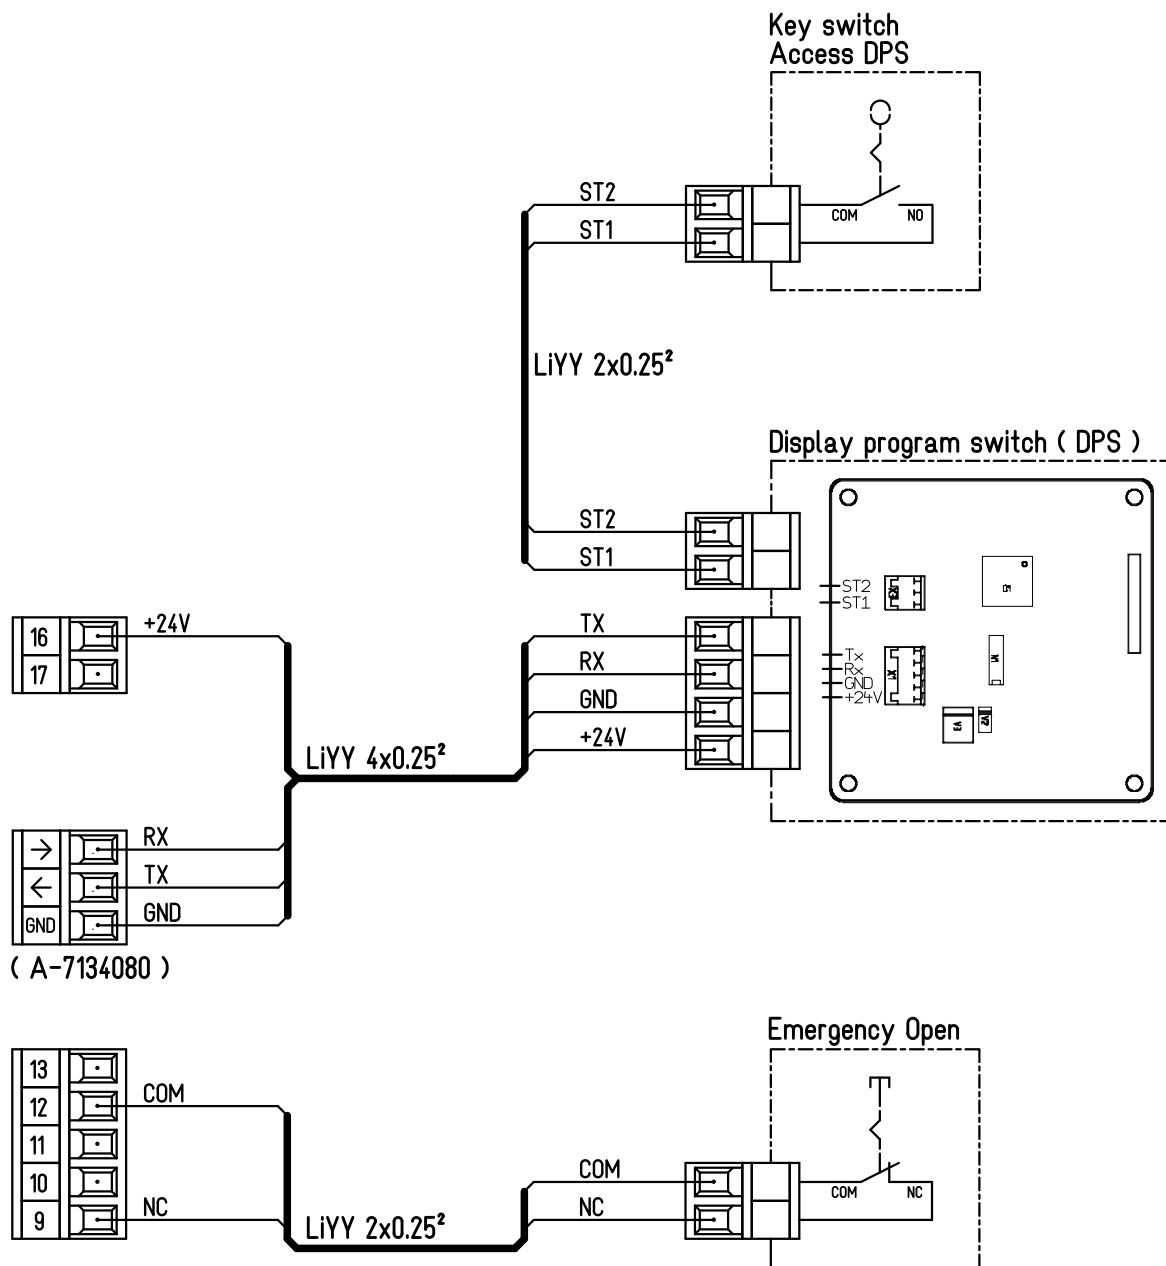 Key switch
Access DPS
ST2
COM NO
ST1
LiYY 2x0.25²
Display program switch ( DPS )
ST2
ST1
ST2
ST1
16 +24V
17
TX
RX
GND
+24V
Tx
Rx
GND
+24V
LiYY 4x0.25²
→ RX
← TX
GND GND
( A-7134080 )
Emergency Open
13
12 COM
11
10
9 NC
COM
NC
COM NC
LiYY 2x0.25²